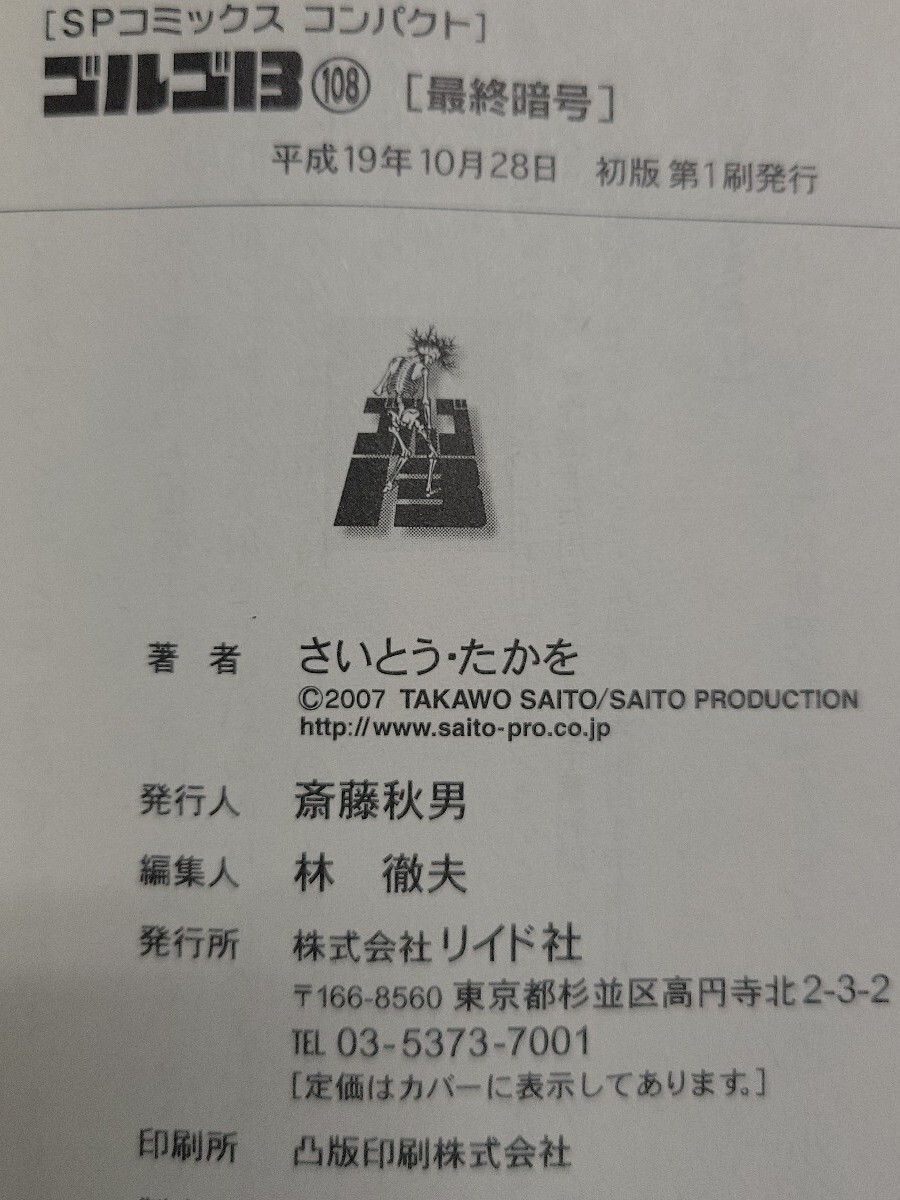 [SPコミックス コンパクト]
ゴルゴ13 108 [最終暗号]
平成19年10月28日 初版 第1刷発行
ゴルゴ
13
著 者 さいとう・たかを
©2007 TAKAWO SAITO/SAITO PRODUCTION
http://www.saito-pro.co.jp
発行人 斎藤秋男
編集人 林 徹夫
発行所 株式会社リイド社
〒166-8560 東京都杉並区高円寺北2-3-2
TEL 03-5373-7001
[定価はカバーに表示してあります。]
印刷所 凸版印刷株式会社